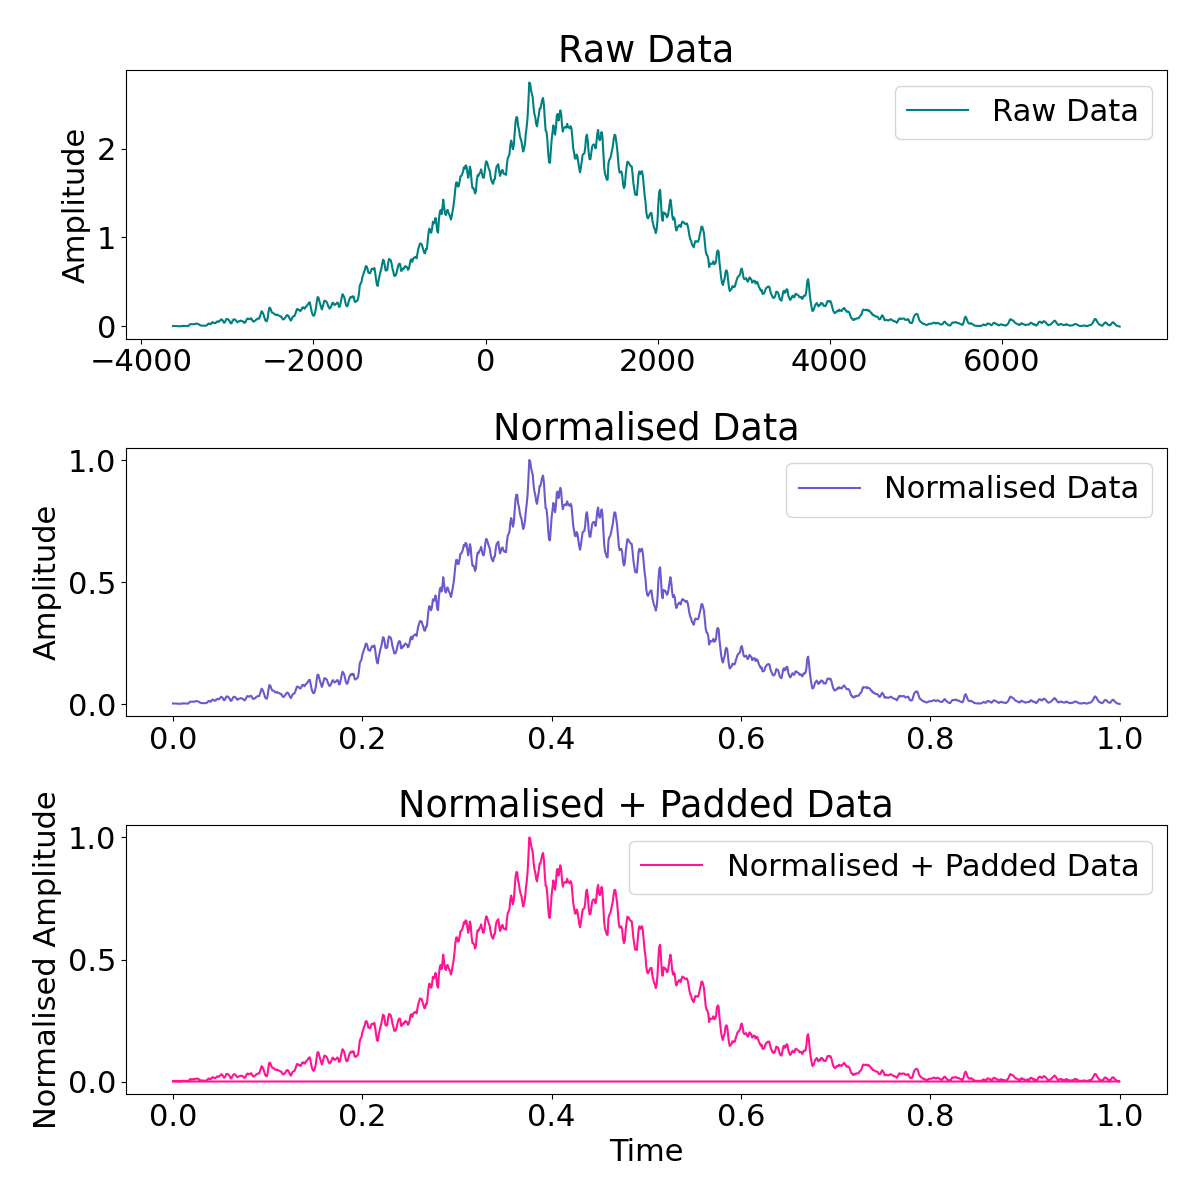 Raw Data
Raw Data
Amplitude
2
1
0
−4000 −2000 0 2000 4000 6000
Normalised Data
Normalised Data
Amplitude
1.0
0.5
0.0
0.0 0.2 0.4 0.6 0.8 1.0
Normalised + Padded Data
Normalised + Padded Data
Normalised Amplitude
1.0
0.5
0.0
0.0 0.2 0.4 0.6 0.8 1.0
Time